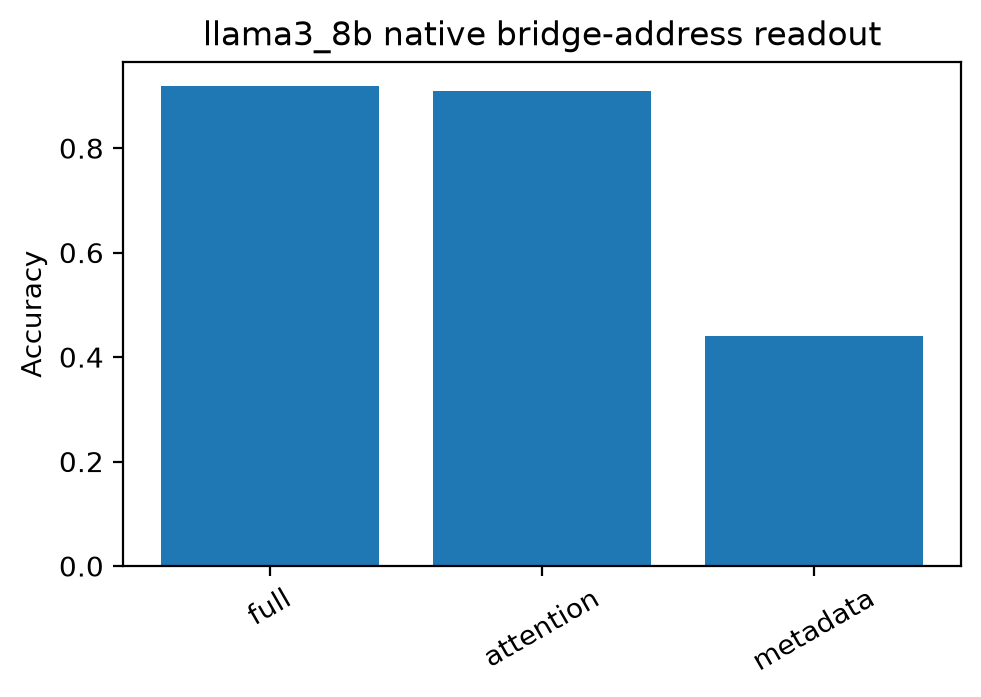 llama3_8b native bridge-address readout
Accuracy
0.8
0.6
0.4
0.2
0.0
full
attention
metadata